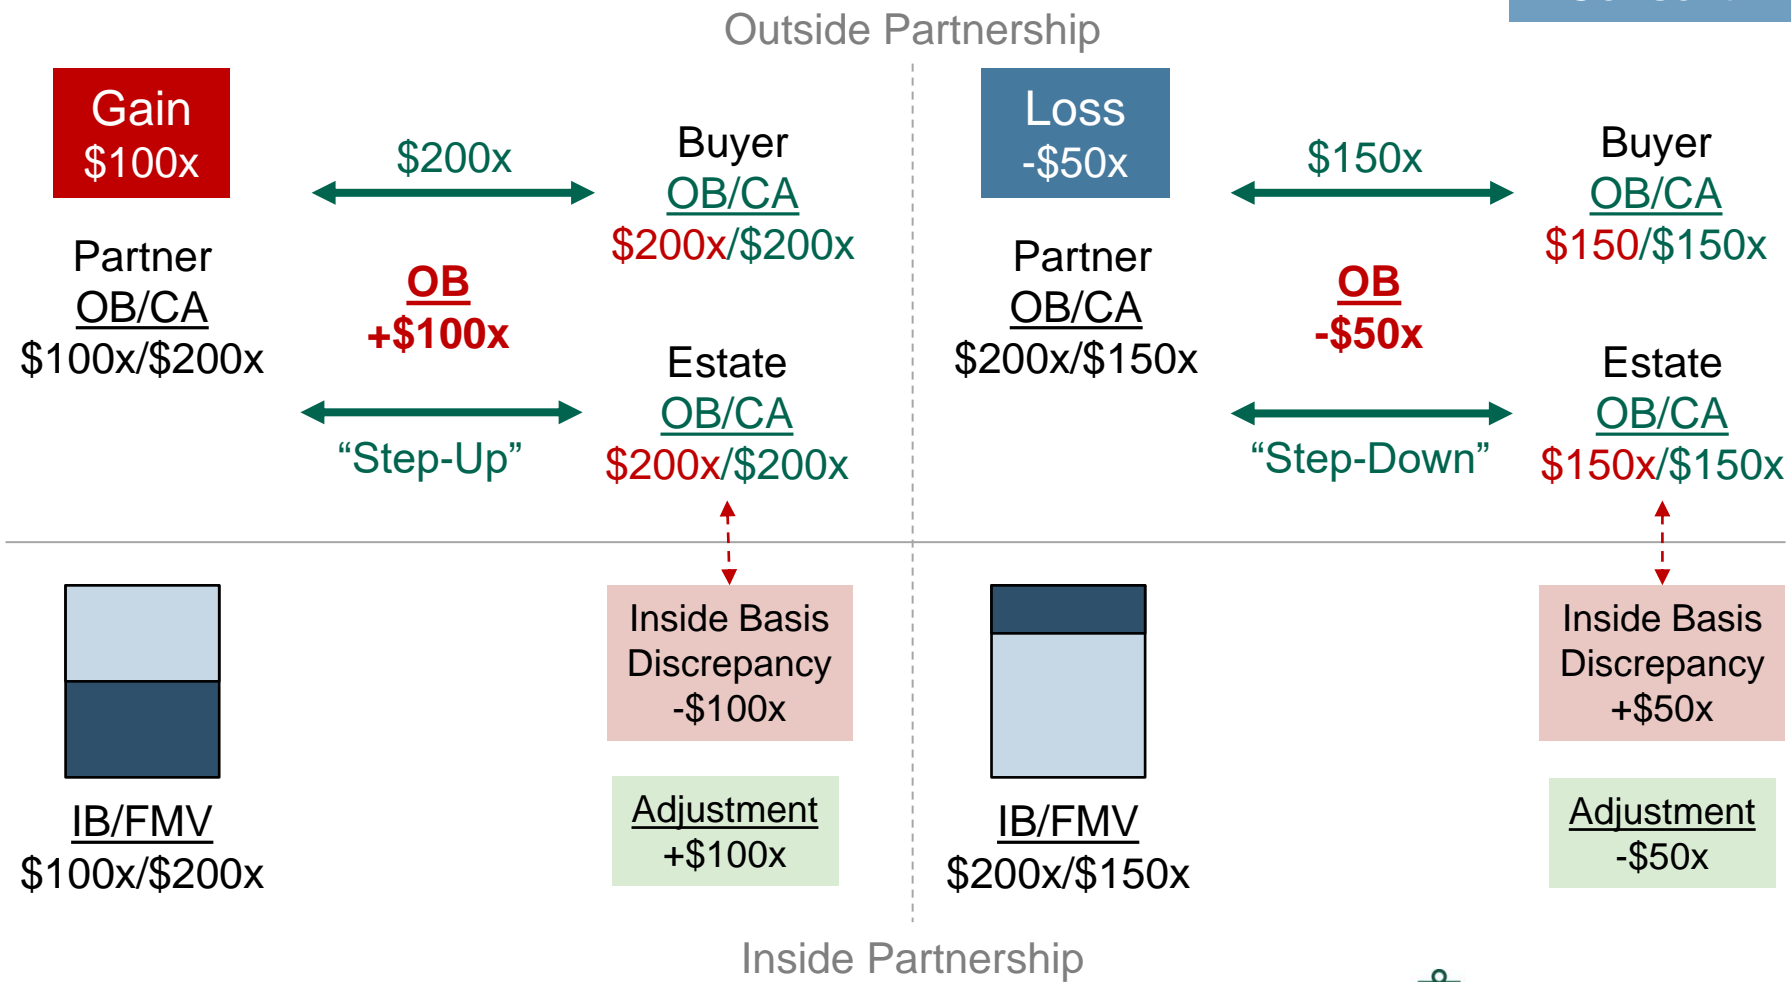 Outside Partnership
Gain
$100x
$200x
Buyer
OB/CA
$200x/$200x
Partner
OB/CA
$100x/$200x
OB
+$100x
Estate
OB/CA
$200x/$200x
“Step-Up”
Loss
-$50x
$150x
Buyer
OB/CA
$150/$150x
Partner
OB/CA
$200x/$150x
OB
-$50x
Estate
OB/CA
$150x/$150x
“Step-Down”
IB/FMV
$100x/$200x
Inside Basis
Discrepancy
-$100x
Adjustment
+$100x
IB/FMV
$200x/$150x
Inside Basis
Discrepancy
+$50x
Adjustment
-$50x
Inside Partnership